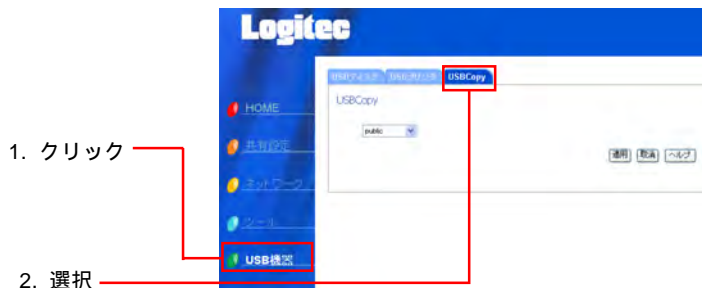 Logitec
USBディスク USBプリンタ USBCopy
USBCopy
HOME
public
1. クリック
共有設定
適用 取消 ヘルプ
ネットワーク
ツール
USB機器
2. 選択